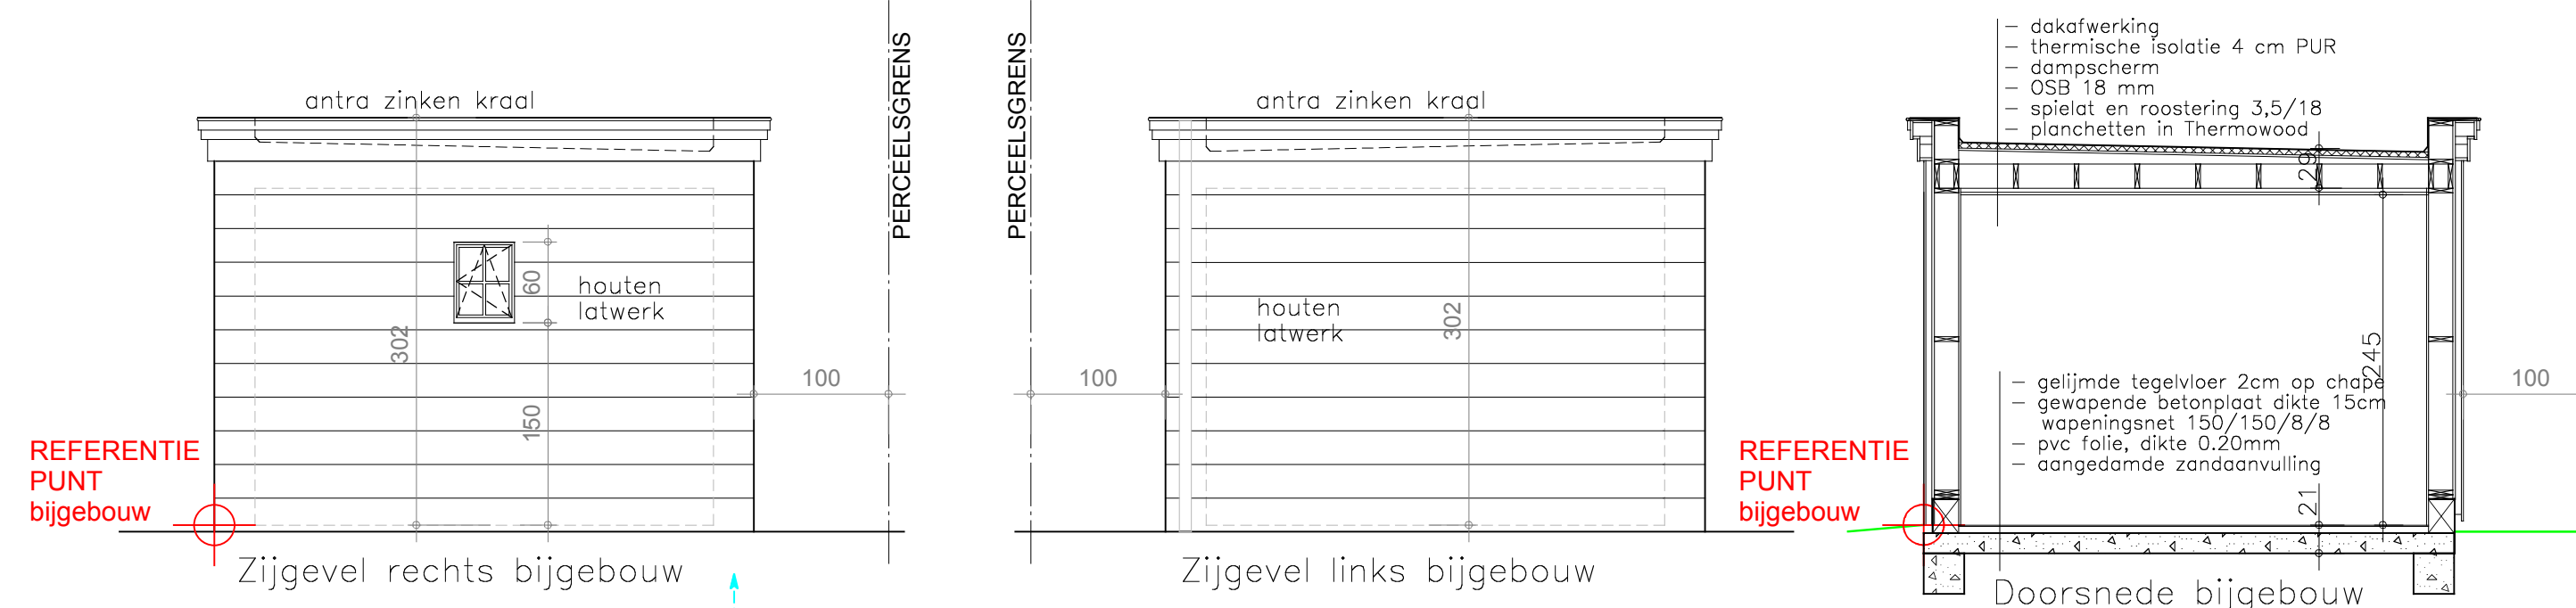 antra zinken kraal
PERCEELSGRENS
302
60
150
houten
latwerk
100
REFERENTIE
PUNT
bijgebouw
Zijgevel rechts bijgebouw
PERCEELSGRENS
antra zinken kraal
100
houten
latwerk
302
Zijgevel links bijgebouw
– dakafwerking
– thermische isolatie 4 cm PUR
– dampscherm
– OSB 18 mm
– spielat en roostering 3,5/18
– planchetten in Thermowood
29
245
– gelijmde tegelvloer 2cm op chape
– gewapende betonplaat dikte 15cm
wapeningsnet 150/150/8/8
– pvc folie, dikte 0.20mm
– aangedamde zandaanvulling
21
100
REFERENTIE
PUNT
bijgebouw
Doorsnede bijgebouw